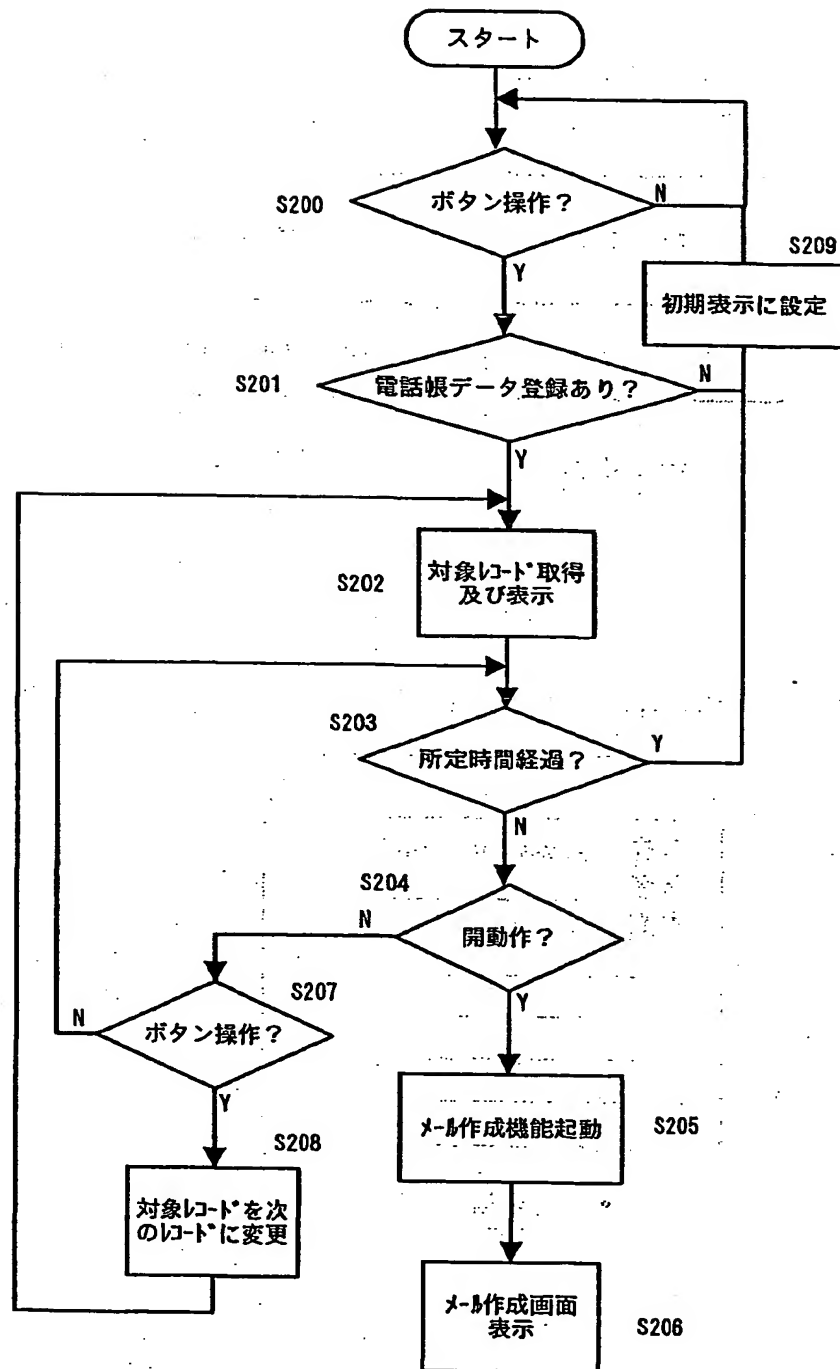 スタート
S200
ボタン操作？
N
Y
S209
初期表示に設定
S201
電話帳データ登録あり？
N
Y
S202
対象ﾚｺｰﾄﾞ取得
及び表示
S203
所定時間経過？
Y
N
S204
N
開動作？
Y
S207
N
ボタン操作？
Y
S208
対象ﾚｺｰﾄﾞを次
のﾚｺｰﾄﾞに変更
ﾒｰﾙ作成機能起動
S205
ﾒｰﾙ作成画面
表示
S206